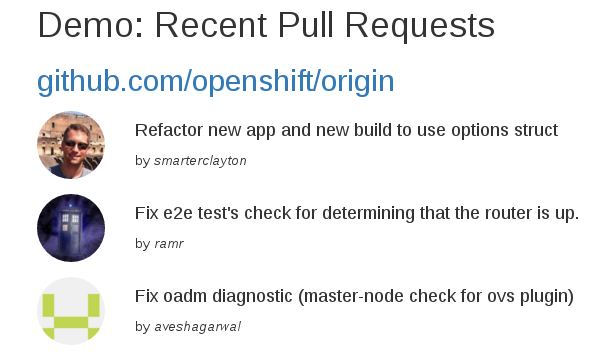 Demo: Recent Pull Requests
github.com/openshift/origin
Refactor new app and new build to use options struct
by smarterclayton
Fix e2e test's check for determining that the router is up.
by ramr
Fix oadm diagnostic (master-node check for ovs plugin)
by aveshagarwal